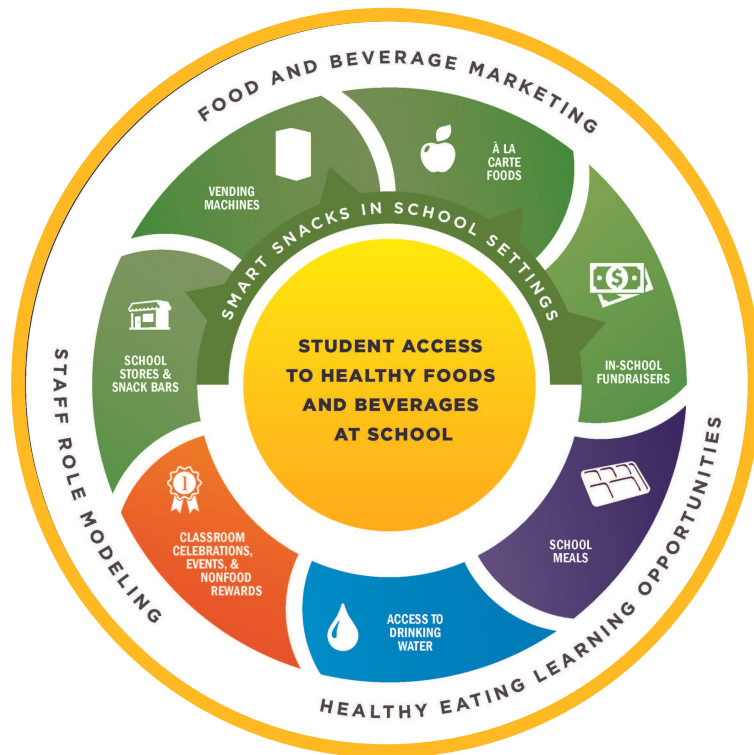 FOOD AND BEVERAGE MARKETING
VENDING
MACHINES
À LA
CARTE
FOODS
SMART SNACKS IN SCHOOL SETTINGS
$
IN-SCHOOL
FUNDRAISERS
SCHOOL
STORES &
SNACK BARS
STUDENT ACCESS
TO HEALTHY FOODS
AND BEVERAGES
AT SCHOOL
STAFF ROLE MODELING
1
CLASSROOM
CELEBRATIONS,
EVENTS, &
NONFOOD
REWARDS
SCHOOL
MEALS
ACCESS TO
DRINKING
WATER
HEALTHY EATING LEARNING OPPORTUNITIES